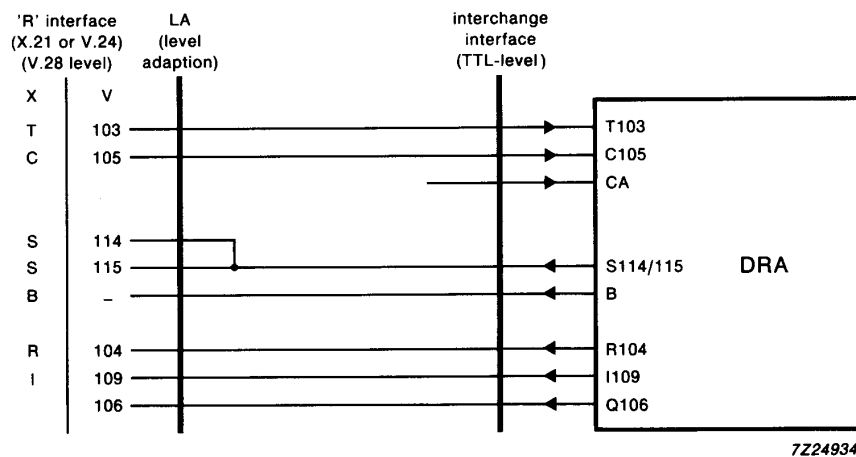 'R' interface LA interchange
(X.21 or V.24) (level interface
(V.28 level) adaption) (TTL-level)
X V
T 103 T103
C 105 C105
CA
S 114
S 115 S114/115 DRA
B – B
R 104 R104
I 109 I109
106 Q106
7Z24934